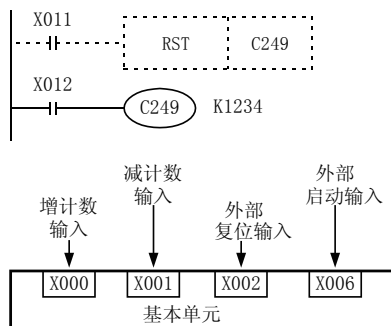 X011
RST C249
X012
C249 K1234
增计数
输入
减计数
输入
外部
复位输入
外部
启动输入
X000 X001 X002 X006
基本单元